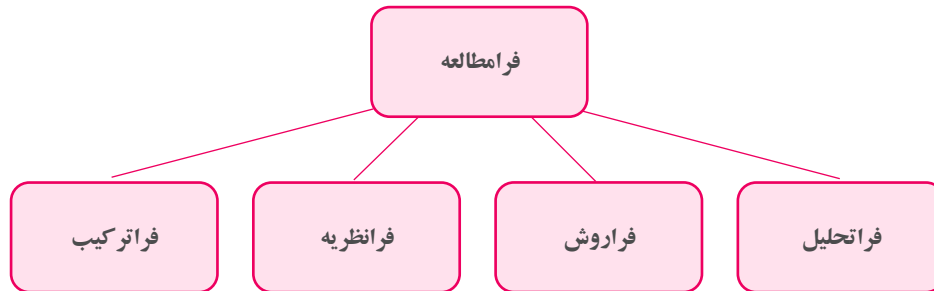 فرامطالعه
فراتحلیل
فراروش
فرانظریه
فراترکیب